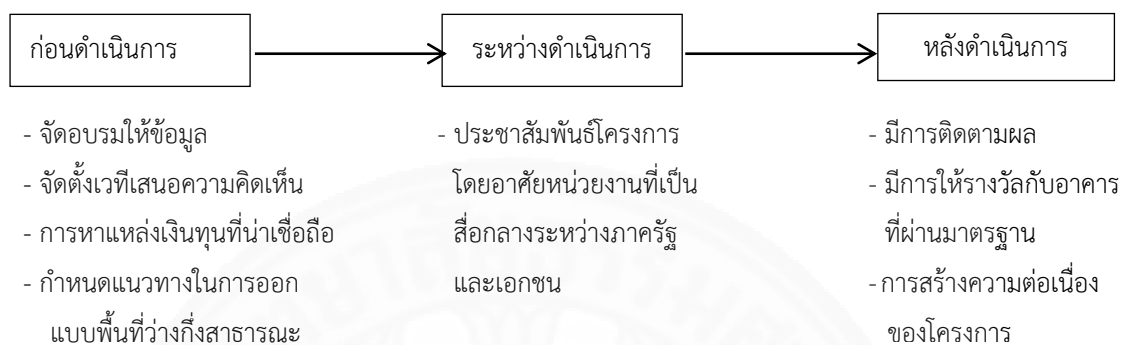 ก่อนดำเนินการ
ระหว่างดำเนินการ
หลังดำเนินการ
- จัดอบรมให้ข้อมูล
- จัดตั้งเวทีเสนอความคิดเห็น
- การหาแหล่งเงินทุนที่น่าเชื่อถือ
- กำหนดแนวทางในการออก
แบบพื้นที่ว่างกึ่งสาธารณะ
- ประชาสัมพันธ์โครงการ
โดยอาศัยหน่วยงานที่เป็น
สื่อกลางระหว่างภาครัฐ
และเอกชน
- มีการติดตามผล
- มีการให้รางวัลกับอาคาร
ที่ผ่านมาตรฐาน
- การสร้างความต่อเนื่อง
ของโครงการ